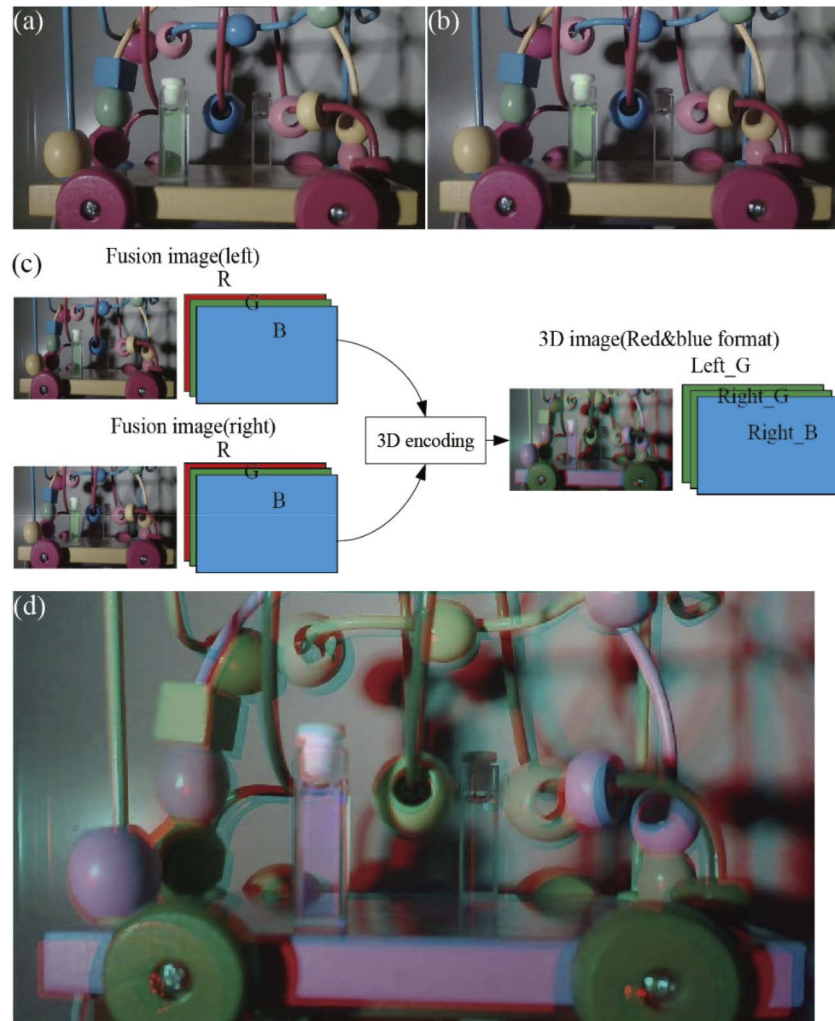 (a)
(b)
(c)
Fusion image(left)
R
G
B
3D image(Red&blue format)
Left_G
Right_G
Right_B
Fusion image(right)
R
G
B
3D encoding
(d)